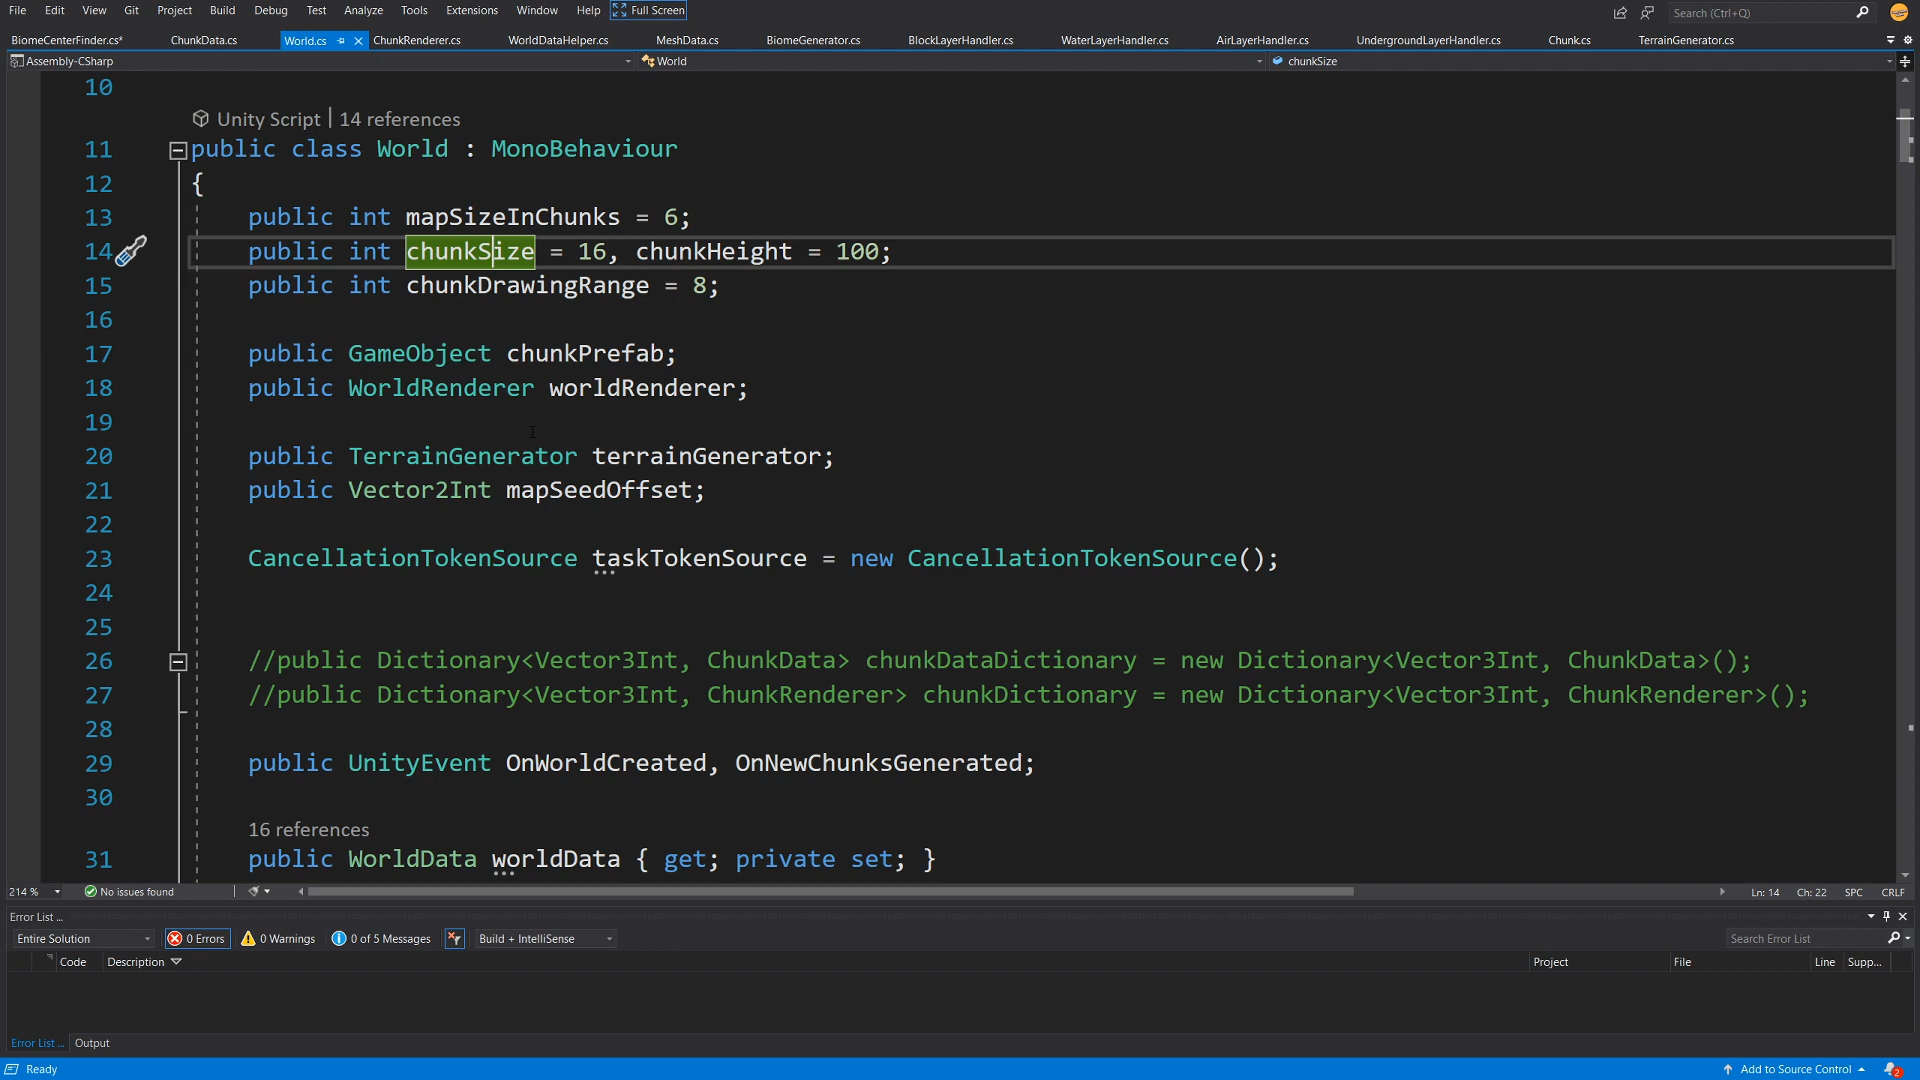 File Edit View Git Project Build Debug Test Analyze Tools Extensions Window Help Full Screen Search (Ctrl+Q)
BiomeCenterFinder.cs* ChunkData.cs World.cs ChunkRenderer.cs WorldDataHelper.cs MeshData.cs BiomeGenerator.cs BlockLayerHandler.cs WaterLayerHandler.cs AirLayerHandler.cs UndergroundLayerHandler.cs Chunk.cs TerrainGenerator.cs
Assembly-CSharp World chunkSize
10
Unity Script | 14 references
11 public class World : MonoBehaviour
12 {
13 public int mapSizeInChunks = 6;
14 public int chunkSize = 16, chunkHeight = 100;
15 public int chunkDrawingRange = 8;
16
17 public GameObject chunkPrefab;
18 public WorldRenderer worldRenderer;
19
20 public TerrainGenerator terrainGenerator;
21 public Vector2Int mapSeedOffset;
22
23 CancellationTokenSource taskTokenSource = new CancellationTokenSource();
24
25
26 //public Dictionary<Vector3Int, ChunkData> chunkDataDictionary = new Dictionary<Vector3Int, ChunkData>();
27 //public Dictionary<Vector3Int, ChunkRenderer> chunkDictionary = new Dictionary<Vector3Int, ChunkRenderer>();
28
29 public UnityEvent OnWorldCreated, OnNewChunksGenerated;
30
16 references
31 public WorldData worldData { get; private set; }
214 % No issues found Ln: 14 Ch: 22 SPC CRLF
Error List ...
Entire Solution 0 Errors 0 Warnings 0 of 5 Messages Build + IntelliSense Search Error List
Code Description Project File Line Supp...
Error List ... Output
Ready Add to Source Control 2